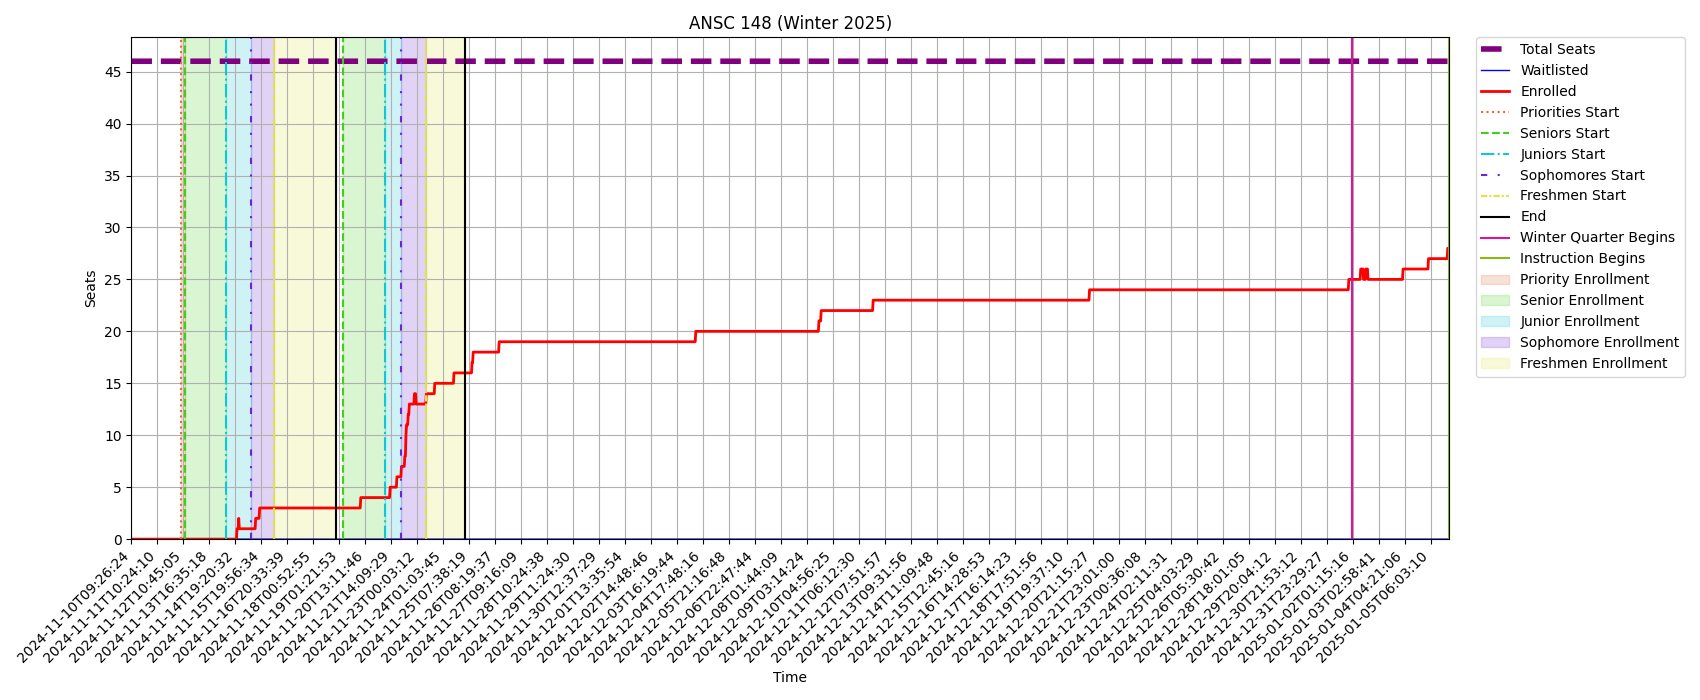 ANSC 148 (Winter 2025)
Seats
45
40
35
30
25
20
15
10
5
0
2024-11-10T09:26:24
2024-11-11T10:24:10
2024-11-12T10:45:05
2024-11-13T16:35:18
2024-11-14T19:20:32
2024-11-15T19:56:34
2024-11-16T20:33:39
2024-11-18T00:52:55
2024-11-19T01:21:53
2024-11-20T13:11:46
2024-11-21T14:09:29
2024-11-23T00:03:12
2024-11-24T01:03:45
2024-11-25T07:38:19
2024-11-26T08:19:37
2024-11-27T09:16:09
2024-11-28T10:24:38
2024-11-29T11:24:30
2024-11-30T12:37:29
2024-12-01T13:35:54
2024-12-02T14:48:46
2024-12-03T16:19:44
2024-12-04T17:48:16
2024-12-05T21:16:48
2024-12-06T22:47:44
2024-12-08T01:44:09
2024-12-09T03:14:24
2024-12-10T04:56:25
2024-12-11T06:12:30
2024-12-12T07:51:57
2024-12-13T09:31:56
2024-12-14T11:09:48
2024-12-15T12:45:16
2024-12-16T14:28:53
2024-12-17T16:14:23
2024-12-18T17:51:56
2024-12-19T19:37:10
2024-12-20T21:15:27
2024-12-21T23:01:00
2024-12-23T00:36:08
2024-12-24T02:11:31
2024-12-25T04:03:29
2024-12-26T05:30:42
2024-12-28T18:01:05
2024-12-29T20:04:12
2024-12-30T21:53:12
2024-12-31T23:29:27
2025-01-02T01:15:16
2025-01-03T02:58:41
2025-01-04T04:21:06
2025-01-05T06:03:10
Time
Total Seats
Waitlisted
Enrolled
Priorities Start
Seniors Start
Juniors Start
Sophomores Start
Freshmen Start
End
Winter Quarter Begins
Instruction Begins
Priority Enrollment
Senior Enrollment
Junior Enrollment
Sophomore Enrollment
Freshmen Enrollment